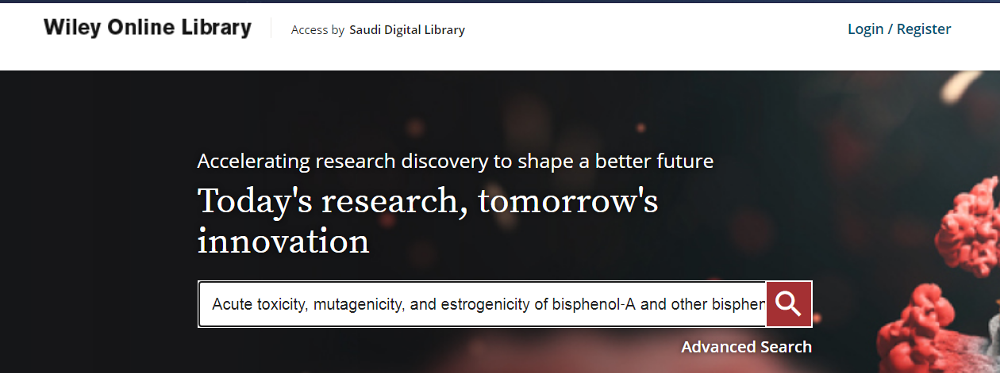 Wiley Online Library
Access by Saudi Digital Library
Login / Register
Accelerating research discovery to shape a better future
Today's research, tomorrow's
innovation
Acute toxicity, mutagenicity, and estrogenicity of bisphenol-A and other
Advanced Search